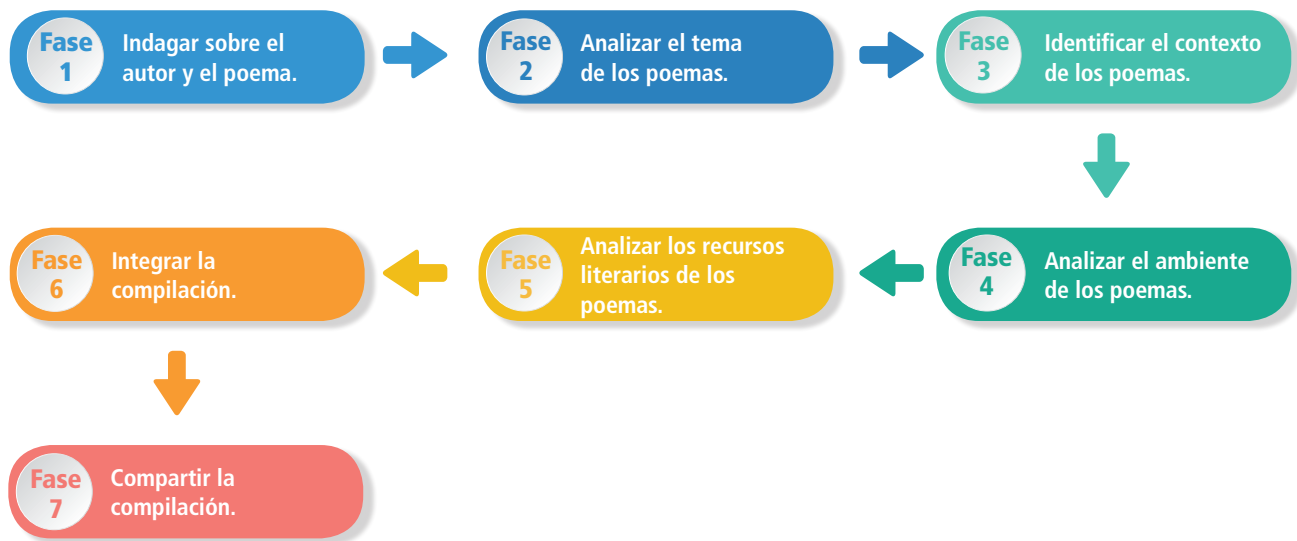 Fase
1
Indagar sobre el
autor y el poema.
Fase
2
Analizar el tema
de los poemas.
Fase
3
Identificar el contexto
de los poemas.
Fase
4
Analizar el ambiente
de los poemas.
Fase
5
Analizar los recursos
literarios de los
poemas.
Fase
6
Integrar la
compilación.
Fase
7
Compartir la
compilación.